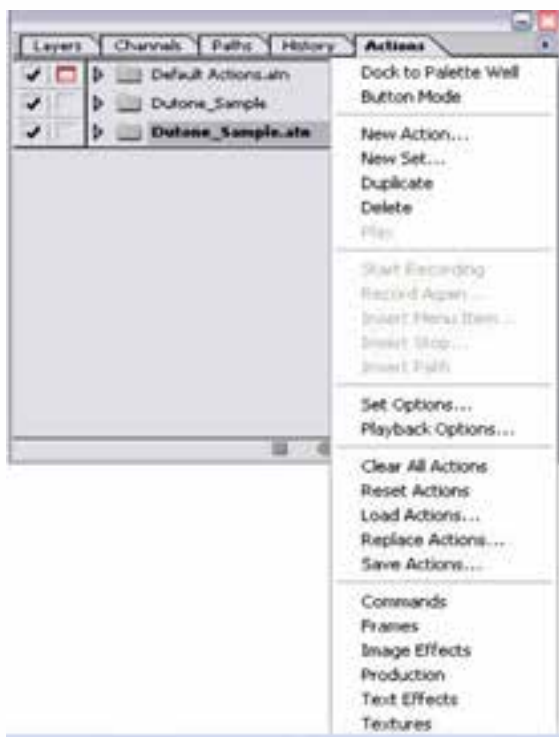 Layers Channels Paths History Actions
Default Actions.atn
Dutone_Sample
Dutone_Sample.atn
Dock to Palette Well
Button Mode
New Action...
New Set...
Duplicate
Delete
Play
Start Recording
Record Again...
Insert Menu Item...
Insert Stop...
Insert Path
Set Options...
Playback Options...
Clear All Actions
Reset Actions
Load Actions...
Replace Actions...
Save Actions...
Commands
Frames
Image Effects
Production
Text Effects
Textures